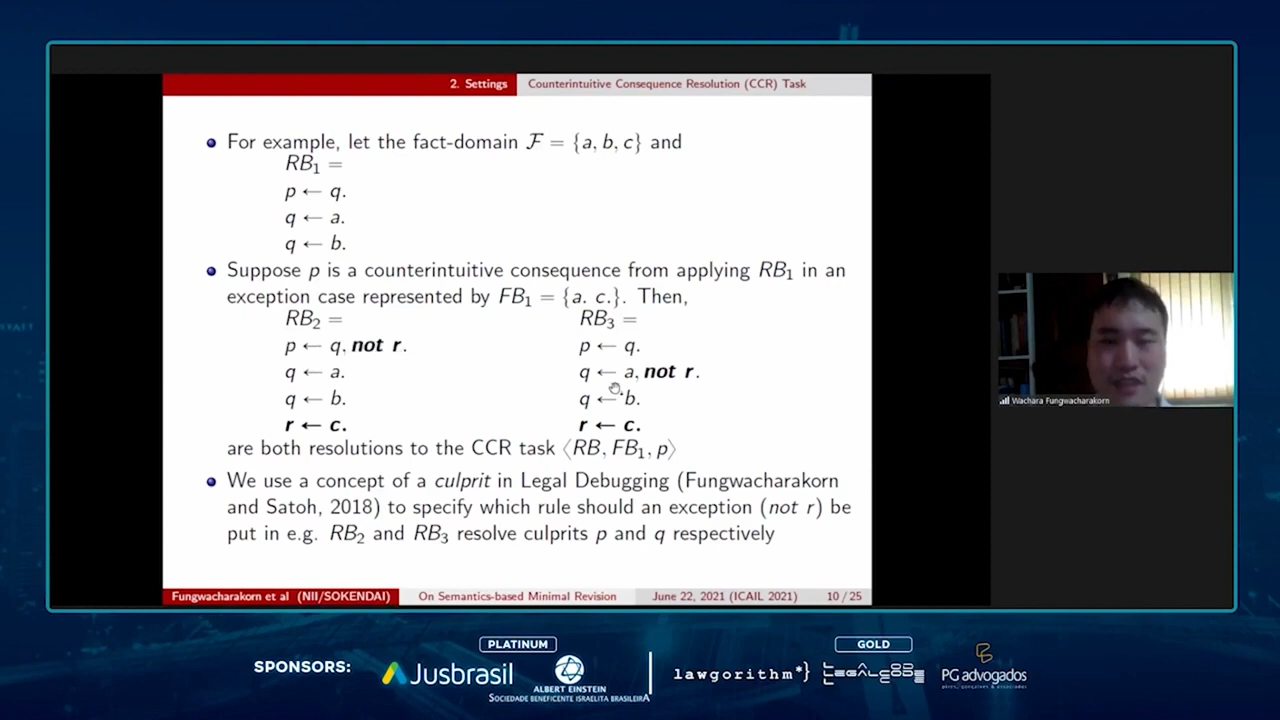 2. Settings
Counterintuitive Consequence Resolution (CCR) Task
For example, let the fact-domain F = {a, b, c} and
RB₁ =
p ← q.
q ← a.
q ← b.
Suppose p is a counterintuitive consequence from applying RB₁ in an
exception case represented by FB₁ = {a. c.}. Then,
RB₂ =
p ← q, not r.
q ← a.
q ← b.
r ← c.
RB₃ =
p ← q.
q ← a, not r.
q ← b.
r ← c.
are both resolutions to the CCR task ⟨RB, FB₁, p⟩
We use a concept of a culprit in Legal Debugging (Fungwacharakorn
and Satoh, 2018) to specify which rule should an exception (not r) be
put in e.g. RB₂ and RB₃ resolve culprits p and q respectively
Fungwacharakorn et al (NII/SOKENDAI)
On Semantics-based Minimal Revision
June 22, 2021 (ICAIL 2021)
10 / 25
Wachara Fungwacharakorn
SPONSORS:
PLATINUM
Jusbrasil
ALBERT EINSTEIN
SOCIEDADE BENEFICENTE ISRAELITA BRASILEIRA
GOLD
lawgorithm*}
LEGALCODE
PG advogados